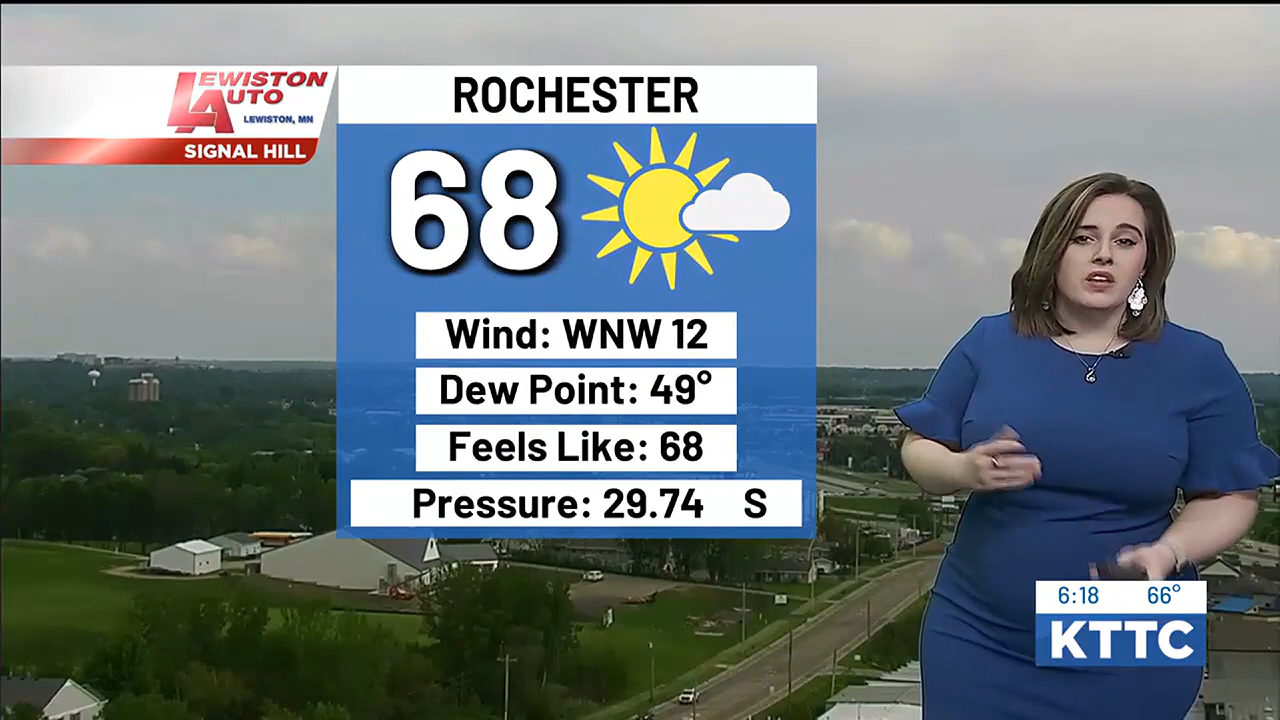 LEWISTON
AUTO
LEWISTON, MN
SIGNAL HILL
ROCHESTER
68
Wind: WNW 12
Dew Point: 49°
Feels Like: 68
Pressure: 29.74 S
6:18 66°
KTTC